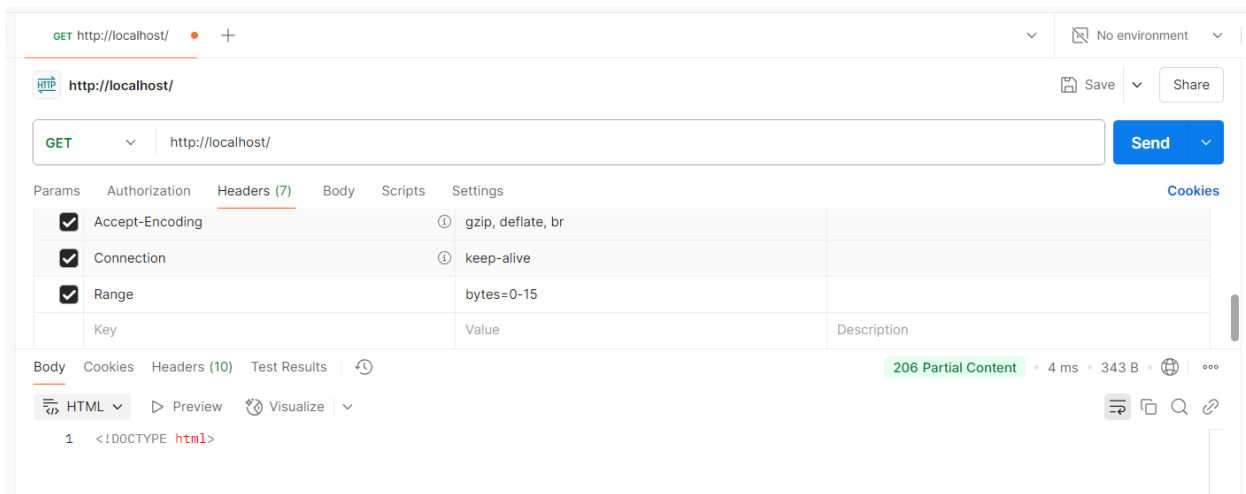 GET http://localhost/
No environment
HTTP http://localhost/ Save Share
GET http://localhost/ Send
Params Authorization Headers (7) Body Scripts Settings Cookies
Accept-Encoding gzip, deflate, br
Connection keep-alive
Range bytes=0-15
Key Value Description
Body Cookies Headers (10) Test Results 206 Partial Content 4 ms 343 B
HTML Preview Visualize
1 <!DOCTYPE html>